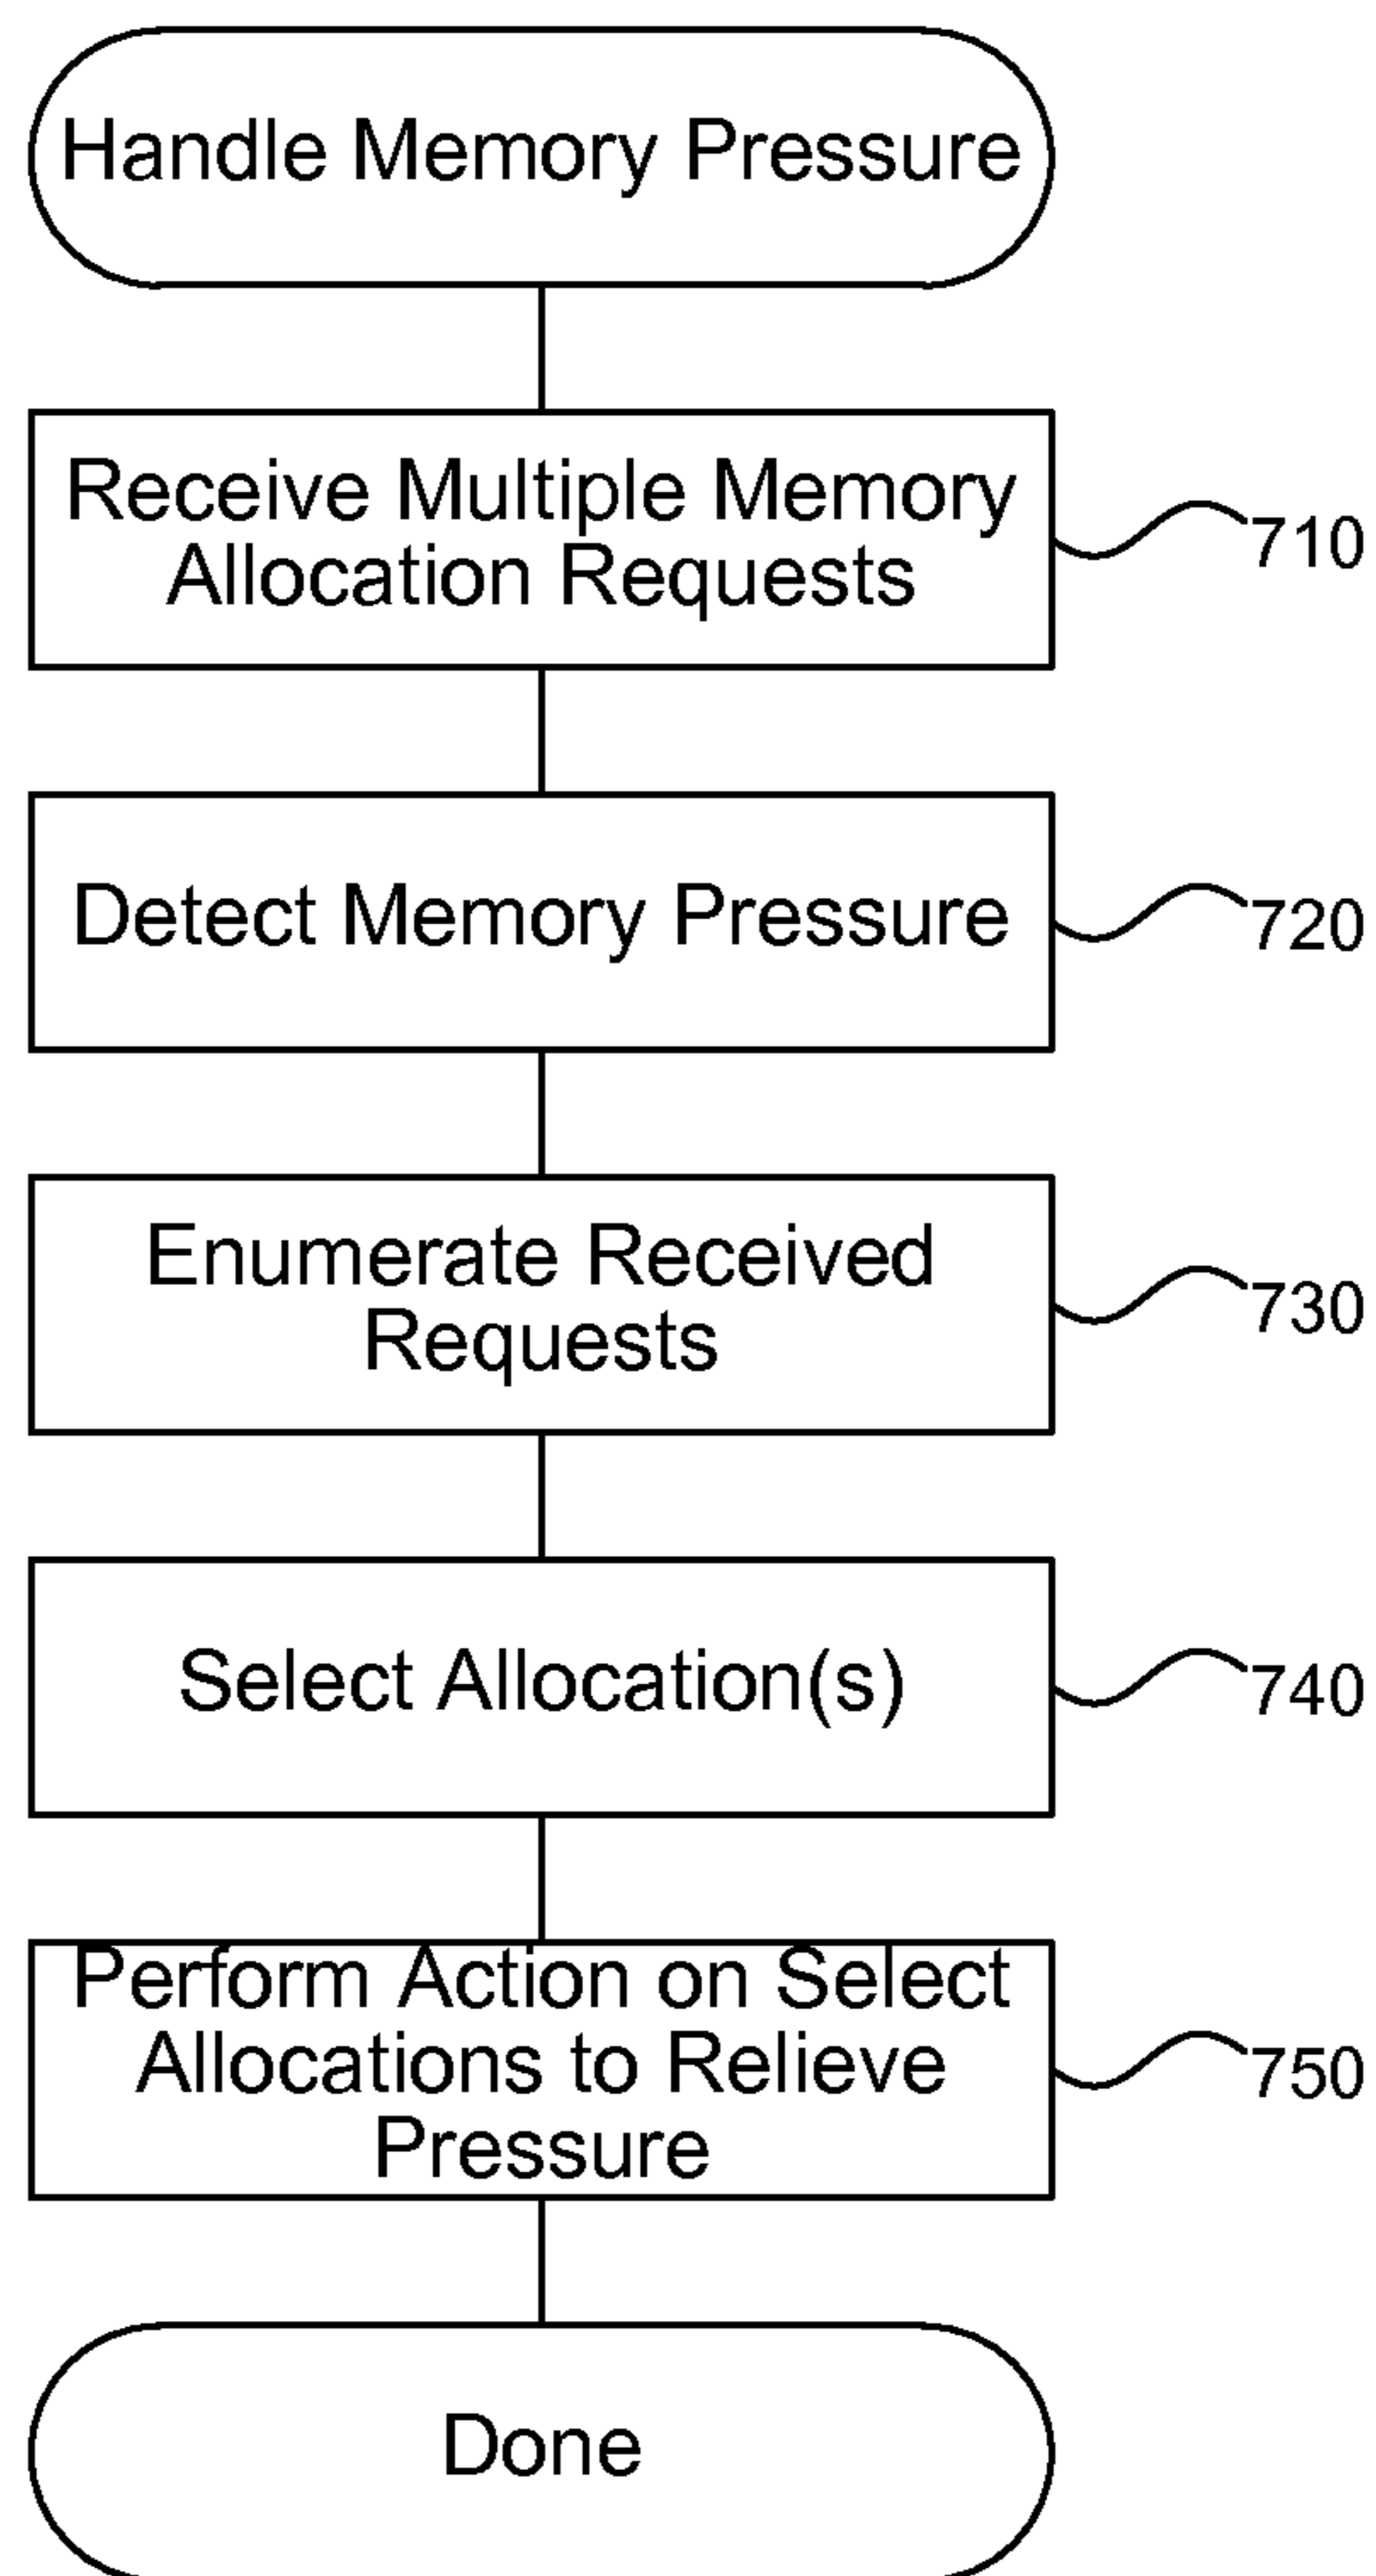 Handle Memory Pressure
Receive Multiple Memory
Allocation Requests
710
Detect Memory Pressure
720
Enumerate Received
Requests
730
Select Allocation(s)
740
Perform Action on Select
Allocations to Relieve
Pressure
750
Done